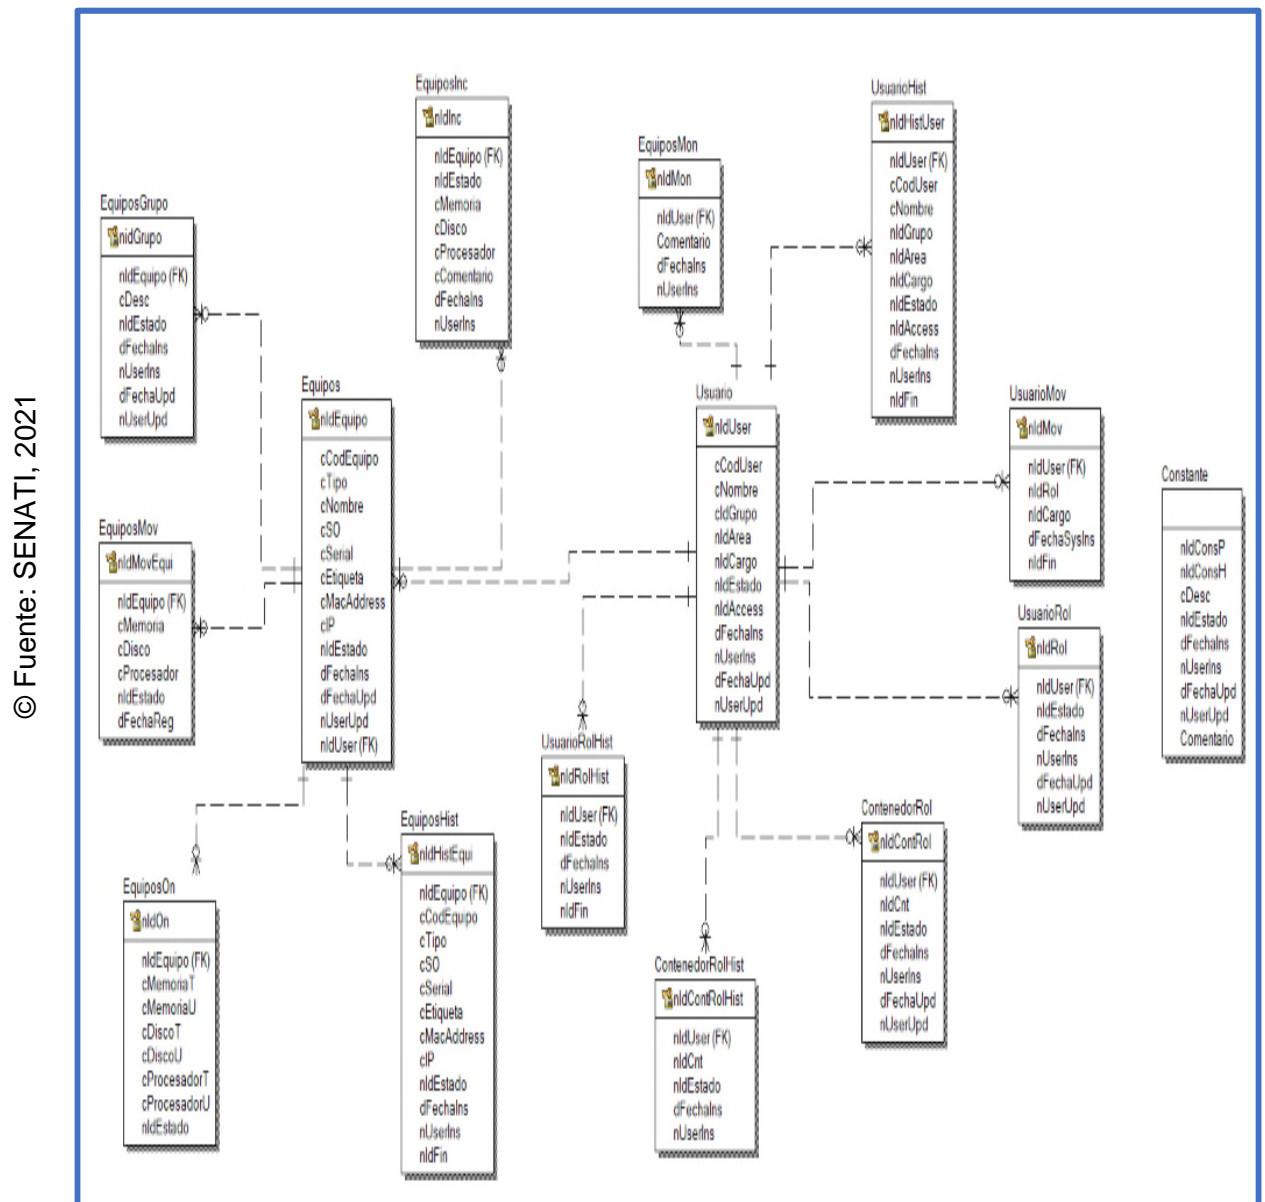 © Fuente: SENATI, 2021
EquiposInc
nIdInc
nIdEquipo (FK)
nIdEstado
cMemoria
cDisco
cProcesador
cComentario
dFechaIns
nUserIns
EquiposMon
nIdMon
nIdUser (FK)
Comentario
dFechaIns
nUserIns
UsuarioHist
nIdHistUser
nIdUser (FK)
cCodUser
cNombre
nIdGrupo
nIdArea
nIdCargo
nIdEstado
nIdAccess
dFechaIns
nUserIns
nIdFin
EquiposGrupo
nidGrupo
nIdEquipo (FK)
cDesc
nIdEstado
dFechaIns
nUserIns
dFechaUpd
nUserUpd
Equipos
nIdEquipo
cCodEquipo
cTipo
cNombre
cSO
cSerial
cEtiqueta
cMacAddress
cIP
nIdEstado
dFechaIns
dFechaUpd
nUserUpd
nIdUser (FK)
Usuario
nIdUser
cCodUser
cNombre
cIdGrupo
nIdArea
nIdCargo
nIdEstado
nIdAccess
dFechaIns
nUserIns
dFechaUpd
nUserUpd
UsuarioMov
nIdMov
nIdUser (FK)
nIdRol
nIdCargo
dFechaSysIns
nIdFin
Constante
nIdConsP
nIdConsH
cDesc
nIdEstado
dFechaIns
nUserIns
dFechaUpd
nUserUpd
Comentario
EquiposMov
nIdMovEqui
nIdEquipo (FK)
cMemoria
cDisco
cProcesador
nIdEstado
dFechaReg
UsuarioRol
nIdRol
nIdUser (FK)
nIdEstado
dFechaIns
nUserIns
dFechaUpd
nUserUpd
UsuarioRolHist
nIdRolHist
nIdUser (FK)
nIdEstado
dFechaIns
nUserIns
nIdFin
ContenedorRol
nIdContRol
nIdUser (FK)
nIdCnt
nIdEstado
dFechaIns
nUserIns
dFechaUpd
nUserUpd
EquiposHist
nIdHistEqui
nIdEquipo (FK)
cCodEquipo
cTipo
cSO
cSerial
cEtiqueta
cMacAddress
cIP
nIdEstado
dFechaIns
nUserIns
nIdFin
EquiposOn
nIdOn
nIdEquipo (FK)
cMemoriaT
cMemoriaU
cDiscoT
cDiscoU
cProcesadorT
cProcesadorU
nIdEstado
ContenedorRolHist
nIdContRolHist
nIdUser (FK)
nIdCnt
nIdEstado
dFechaIns
nUserIns